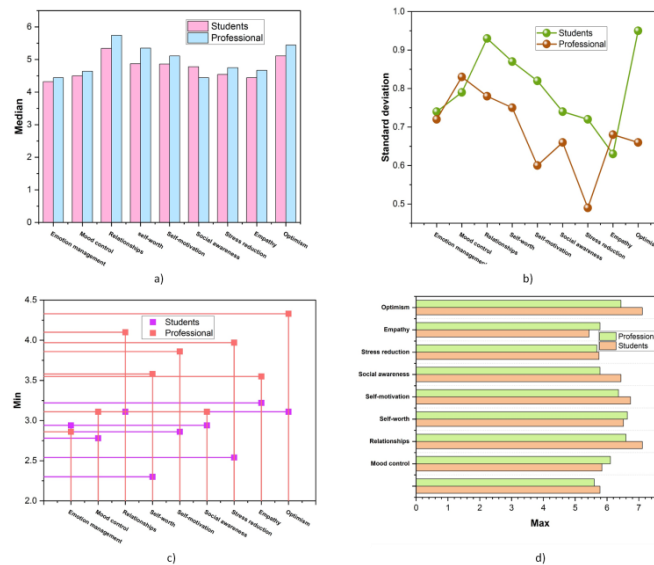 Students
Professional
Median
6
5
4
3
2
1
0
Emotion management
Mood control
Relationships
self-worth
Self-motivation
Social awareness
Stress reduction
Empathy
Optimism
a)
Students
Professional
Standard deviation
1.0
0.9
0.8
0.7
0.6
0.5
Emotion management
Mood control
Relationships
Self-worth
Self-motivation
Social awareness
Stress reduction
Empathy
b)
Students
Professional
Min
4.5
4.0
3.5
3.0
2.5
2.0
Emotion management
Mood control
Relationships
Self-worth
Self-motivation
Social awareness
Stress reduction
Empathy
Optimism
c)
Optimism
Empathy
Stress reduction
Social awareness
Self-motivation
Self-worth
Relationships
Mood control
Profession
Students
0 1 2 3 4 5 6 7
Max
d)